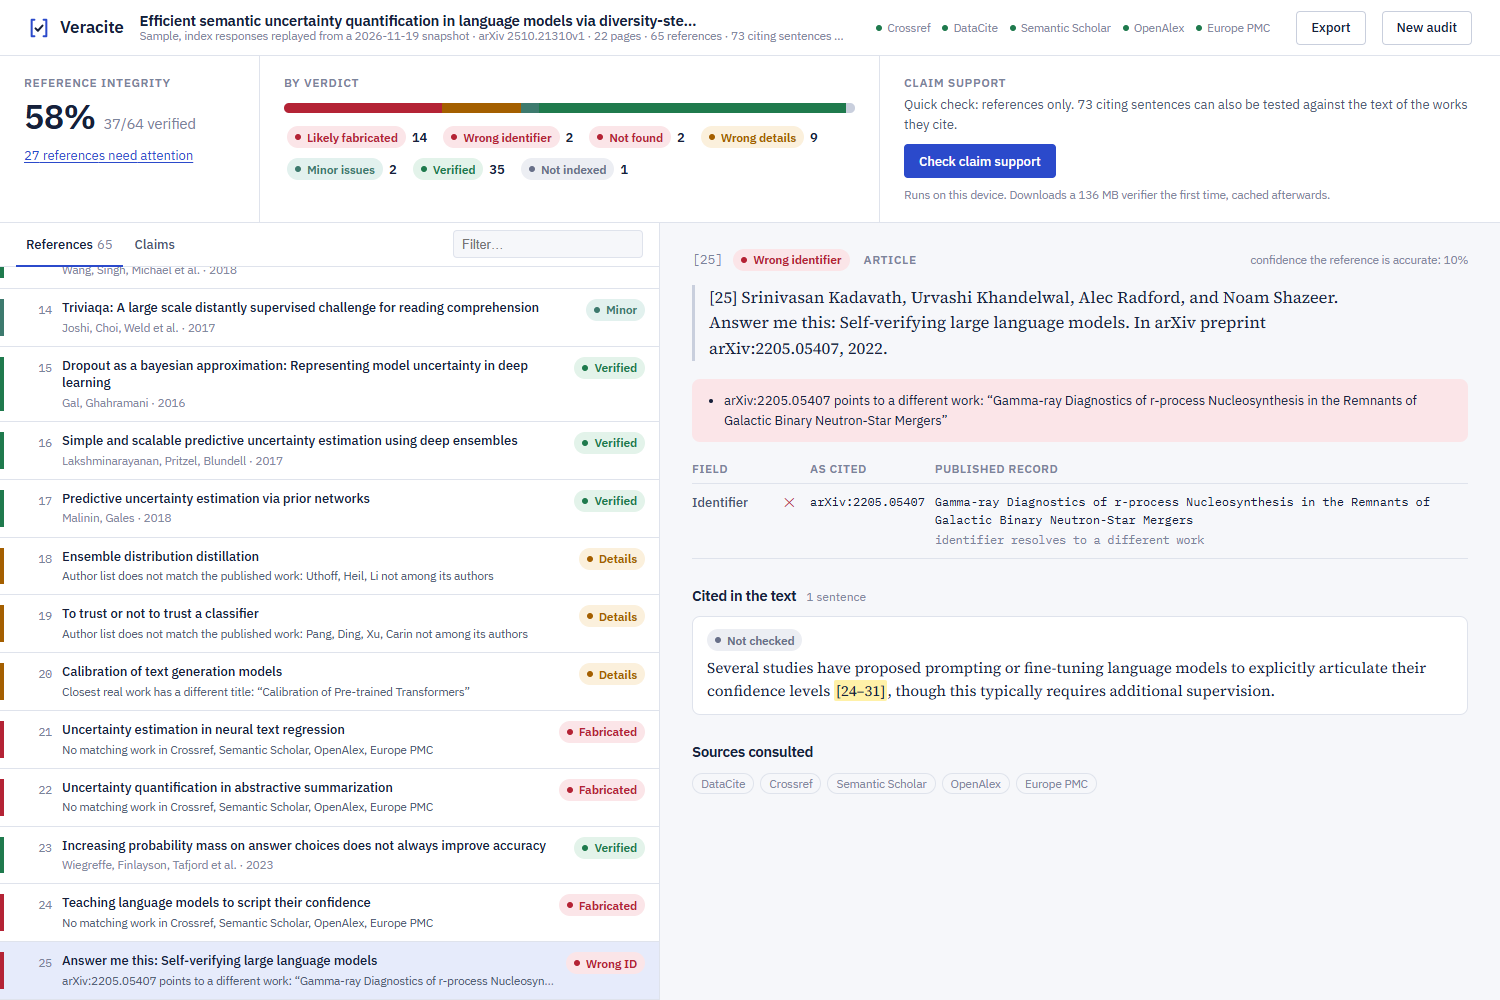 Veracite
Efficient semantic uncertainty quantification in language models via diversity-ste…
Sample, index responses replayed from a 2026-11-19 snapshot · arXiv 2510.21310v1 · 22 pages · 65 references · 73 citing sentences …
Crossref
DataCite
Semantic Scholar
OpenAlex
Europe PMC
Export
New audit
REFERENCE INTEGRITY
58% 37/64 verified
27 references need attention
BY VERDICT
Likely fabricated 14
Wrong identifier 2
Not found 2
Wrong details 9
Minor issues 2
Verified 35
Not indexed 1
CLAIM SUPPORT
Quick check: references only. 73 citing sentences can also be tested against the text of the works
they cite.
Check claim support
Runs on this device. Downloads a 136 MB verifier the first time, cached afterwards.
References 65
Claims
Filter…
Wang, Singh, Michael et al. · 2018
14 Triviaqa: A large scale distantly supervised challenge for reading comprehension
Minor
Joshi, Choi, Weld et al. · 2017
15 Dropout as a bayesian approximation: Representing model uncertainty in deep
learning
Verified
Gal, Ghahramani · 2016
16 Simple and scalable predictive uncertainty estimation using deep ensembles
Verified
Lakshminarayanan, Pritzel, Blundell · 2017
17 Predictive uncertainty estimation via prior networks
Verified
Malinin, Gales · 2018
18 Ensemble distribution distillation
Details
Author list does not match the published work: Uthoff, Heil, Li not among its authors
19 To trust or not to trust a classifier
Details
Author list does not match the published work: Pang, Ding, Xu, Carin not among its authors
20 Calibration of text generation models
Details
Closest real work has a different title: “Calibration of Pre-trained Transformers”
21 Uncertainty estimation in neural text regression
Fabricated
No matching work in Crossref, Semantic Scholar, OpenAlex, Europe PMC
22 Uncertainty quantification in abstractive summarization
Fabricated
No matching work in Crossref, Semantic Scholar, OpenAlex, Europe PMC
23 Increasing probability mass on answer choices does not always improve accuracy
Verified
Wiegreffe, Finlayson, Tafjord et al. · 2023
24 Teaching language models to script their confidence
Fabricated
No matching work in Crossref, Semantic Scholar, OpenAlex, Europe PMC
25 Answer me this: Self-verifying large language models
Wrong ID
arXiv:2205.05407 points to a different work: “Gamma-ray Diagnostics of r-process Nucleosyn…
[25] Wrong identifier ARTICLE
confidence the reference is accurate: 10%
[25] Srinivasan Kadavath, Urvashi Khandelwal, Alec Radford, and Noam Shazeer.
Answer me this: Self-verifying large language models. In arXiv preprint
arXiv:2205.05407, 2022.
• arXiv:2205.05407 points to a different work: “Gamma-ray Diagnostics of r-process Nucleosynthesis in the Remnants of
Galactic Binary Neutron-Star Mergers”
FIELD AS CITED PUBLISHED RECORD
Identifier × arXiv:2205.05407 Gamma-ray Diagnostics of r-process Nucleosynthesis in the Remnants of
Galactic Binary Neutron-Star Mergers
identifier resolves to a different work
Cited in the text 1 sentence
Not checked
Several studies have proposed prompting or fine-tuning language models to explicitly articulate their
confidence levels [24–31], though this typically requires additional supervision.
Sources consulted
DataCite
Crossref
Semantic Scholar
OpenAlex
Europe PMC